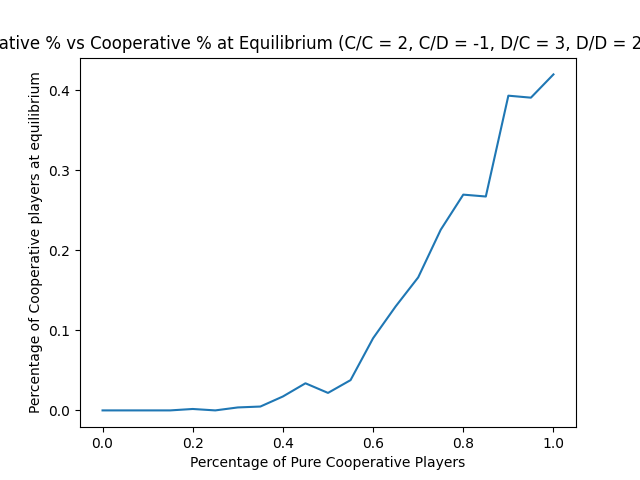 ative % vs Cooperative % at Equilibrium (C/C = 2, C/D = -1, D/C = 3, D/D = 2
Percentage of Cooperative players at equilibrium
0.4
0.3
0.2
0.1
0.0
0.0 0.2 0.4 0.6 0.8 1.0
Percentage of Pure Cooperative Players